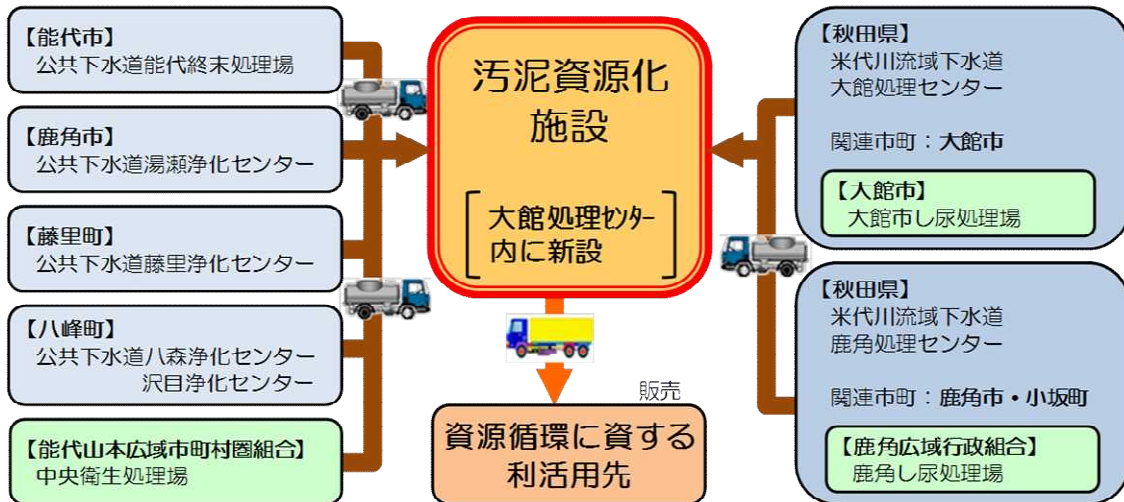 【能代市】
公共下水道能代終末処理場
【鹿角市】
公共下水道湯瀬浄化センター
【藤里町】
公共下水道藤里浄化センター
【八峰町】
公共下水道八森浄化センター
沢目浄化センター
【能代山本広域市町村圏組合】
中央衛生処理場
汚泥資源化
施設
大館処理ｾﾝﾀｰ
内に新設
販売
資源循環に資する
利活用先
【秋田県】
米代川流域下水道
大館処理センター
関連市町：大館市
【大館市】
大館市し尿処理場
【秋田県】
米代川流域下水道
鹿角処理センター
関連市町：鹿角市・小坂町
【鹿角広域行政組合】
鹿角し尿処理場